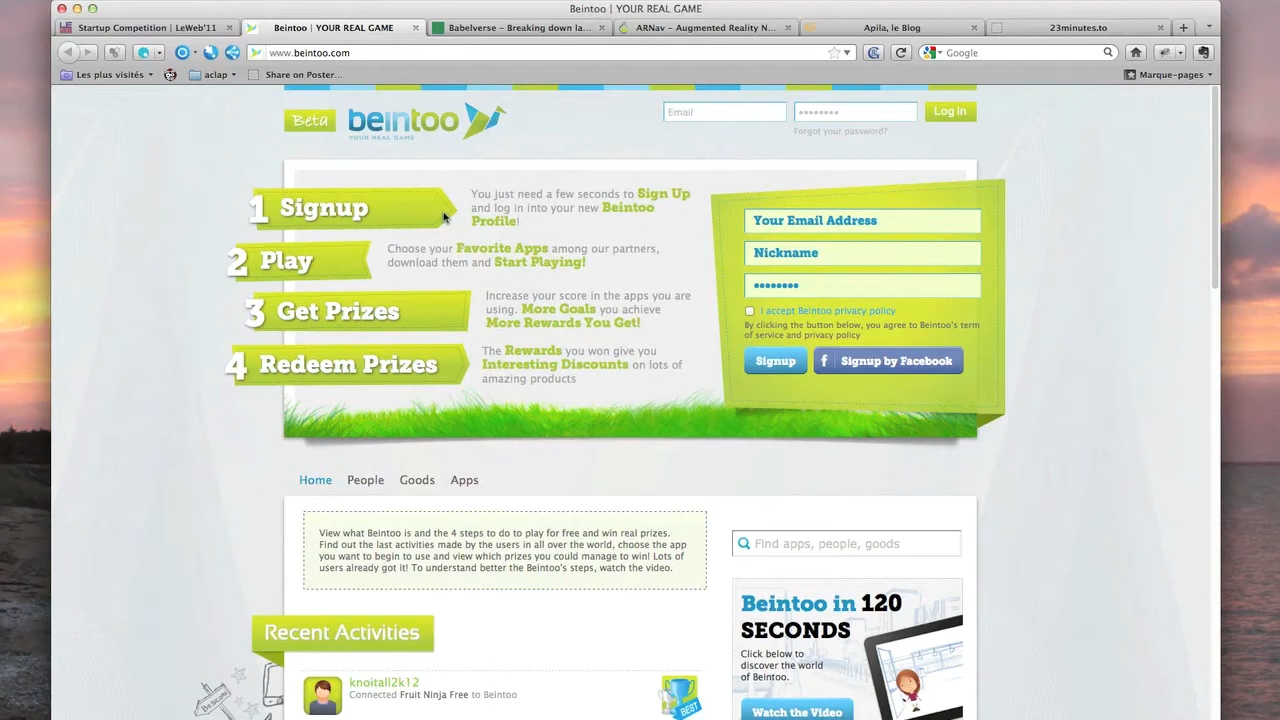 Beintoo | YOUR REAL GAME
Startup Competition | LeWeb'11
Beintoo | YOUR REAL GAME
Babelverse – Breaking down la...
ARNav – Augmented Reality N...
Apila, le Blog
23minutes.to
www.beintoo.com
Google
Les plus visités
aclap
Share on Poster...
Marque-pages
Beta
beintoo
YOUR REAL GAME
Email
Log In
Forgot your password?
1 Signup
You just need a few seconds to Sign Up
and log in into your new Beintoo
Profile!
2 Play
Choose your Favorite Apps among our partners,
download them and Start Playing!
3 Get Prizes
Increase your score in the apps you are
using. More Goals you achieve
More Rewards You Get!
4 Redeem Prizes
The Rewards you won give you
Interesting Discounts on lots of
amazing products
Your Email Address
Nickname
I accept Beintoo privacy policy
By clicking the button below, you agree to Beintoo's term
of service and privacy policy
Signup
f Signup by Facebook
Home People Goods Apps
View what Beintoo is and the 4 steps to do to play for free and win real prizes.
Find out the last activities made by the users in all over the world, choose the app
you want to begin to use and view which prizes you could manage to win! Lots of
users already got it! To understand better the Beintoo's steps, watch the video.
Find apps, people, goods
Beintoo in 120
SECONDS
Click below to
discover the world
of Beintoo.
Watch the Video
Recent Activities
knoitall2k12
Connected Fruit Ninja Free to Beintoo
BEST